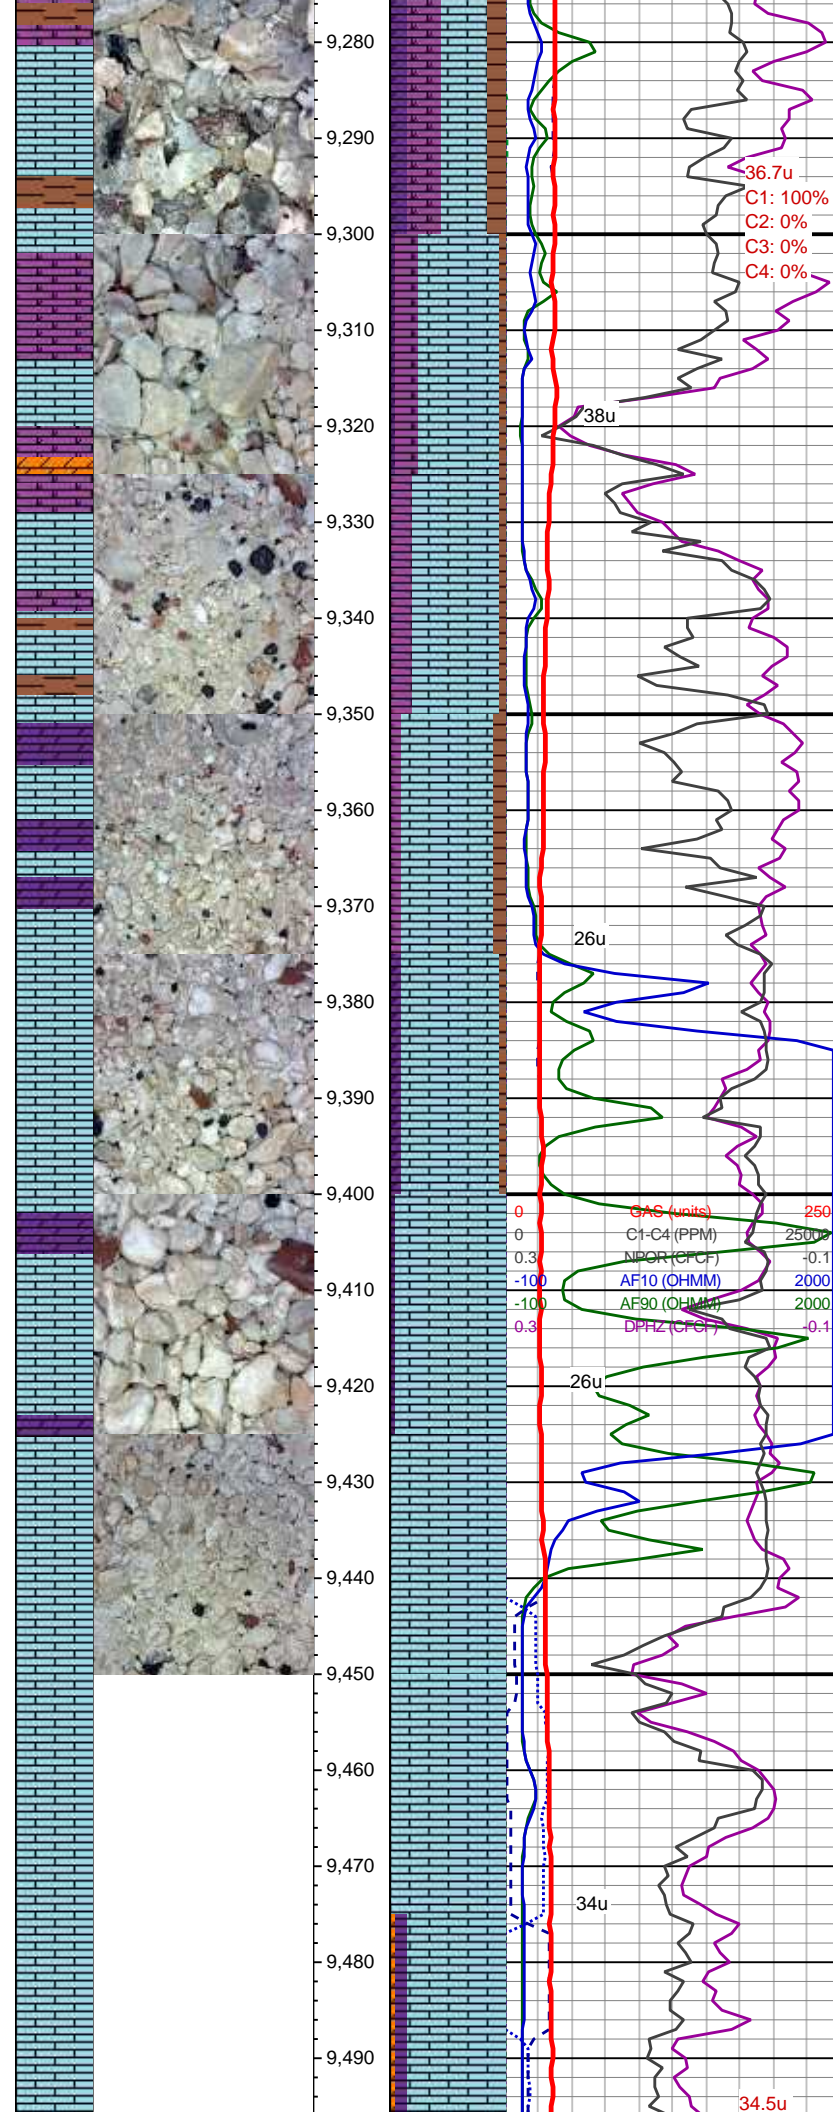 9,280
9,290
36.7u
C1: 100%
C2: 0%
9,300
C3: 0%
C4: 0%
9,310
38u
9,320
9,330
9,340
9,350
9,360
9,370
26u
9,380
9,390
9,400
0 GAS (units) 250
0 C1-C4 (PPM) 25000
0.3 NPOR (CFCF) -0.1
9,410
-100 AF10 (OHMM) 2000
-100 AF90 (OHMM) 2000
0.3 DPHZ (CFCF) -0.1
26u
9,420
9,430
9,440
9,450
9,460
9,470
34u
9,480
9,490
34.5u